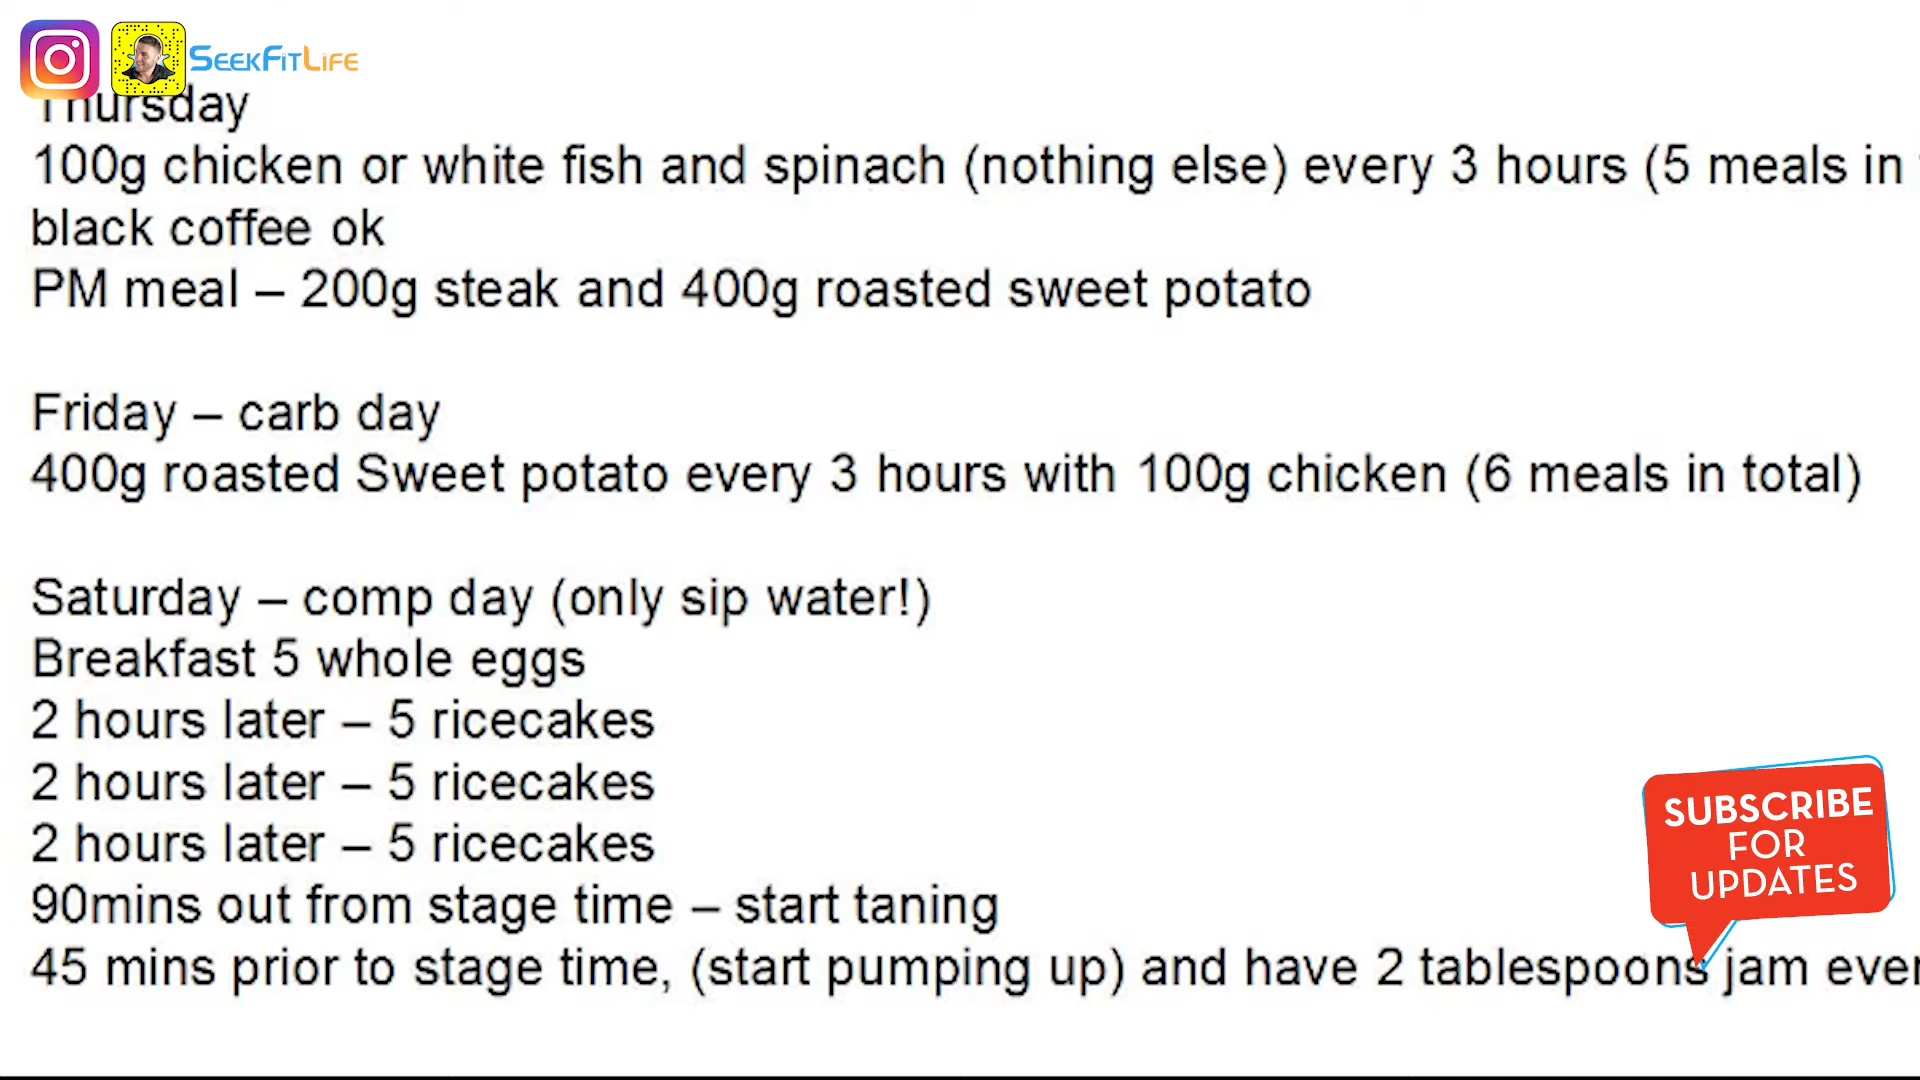 SEEKFITLIFE
Thursday
100g chicken or white fish and spinach (nothing else) every 3 hours (5 meals in
black coffee ok
PM meal – 200g steak and 400g roasted sweet potato
Friday – carb day
400g roasted Sweet potato every 3 hours with 100g chicken (6 meals in total)
Saturday – comp day (only sip water!)
Breakfast 5 whole eggs
2 hours later – 5 ricecakes
2 hours later – 5 ricecakes
2 hours later – 5 ricecakes
90mins out from stage time – start taning
45 mins prior to stage time, (start pumping up) and have 2 tablespoons jam
SUBSCRIBE
FOR
UPDATES